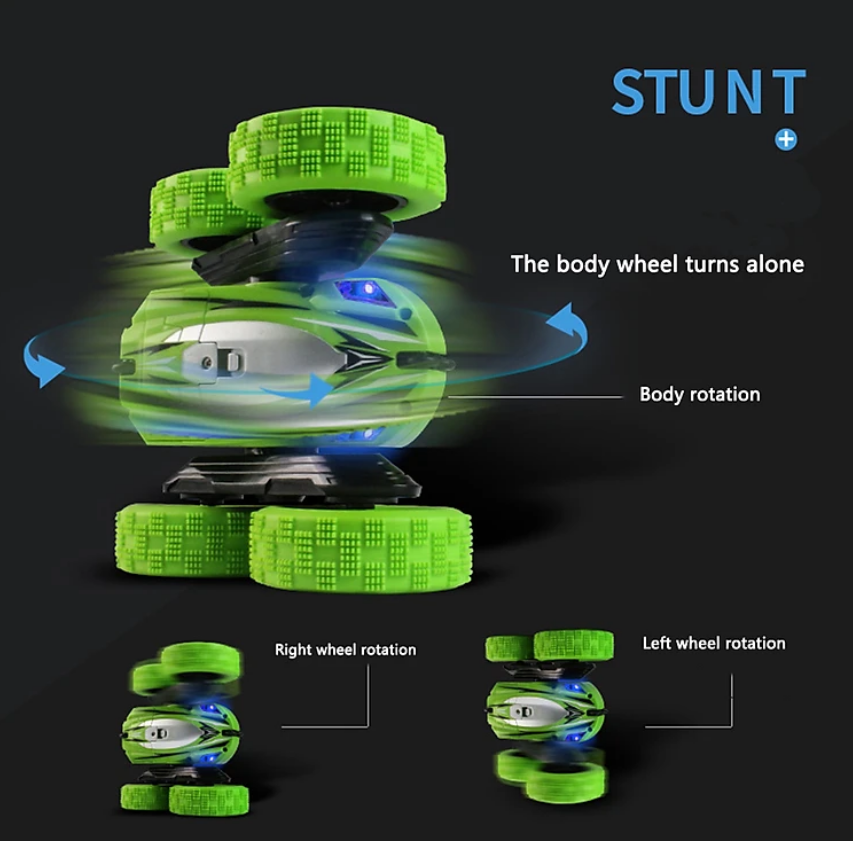 STUNT
The body wheel turns alone
Body rotation
Right wheel rotation
Left wheel rotation